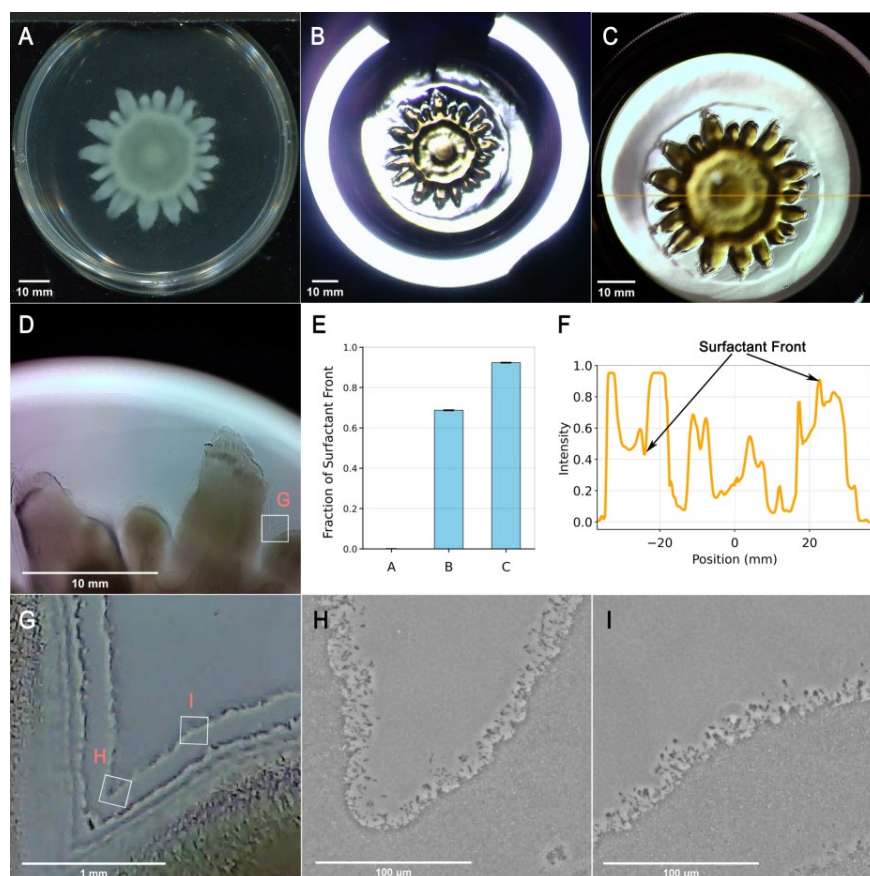 A
10 mm
B
10 mm
C
10 mm
D
G
10 mm
E
1.0
0.8
0.6
0.4
0.2
0.0
Fraction of Surfactant Front
A B C
F
Surfactant Front
1.0
0.8
0.6
0.4
0.2
0.0
Intensity
−20 0 20
Position (mm)
G
I
H
1 mm
H
100 µm
I
100 µm